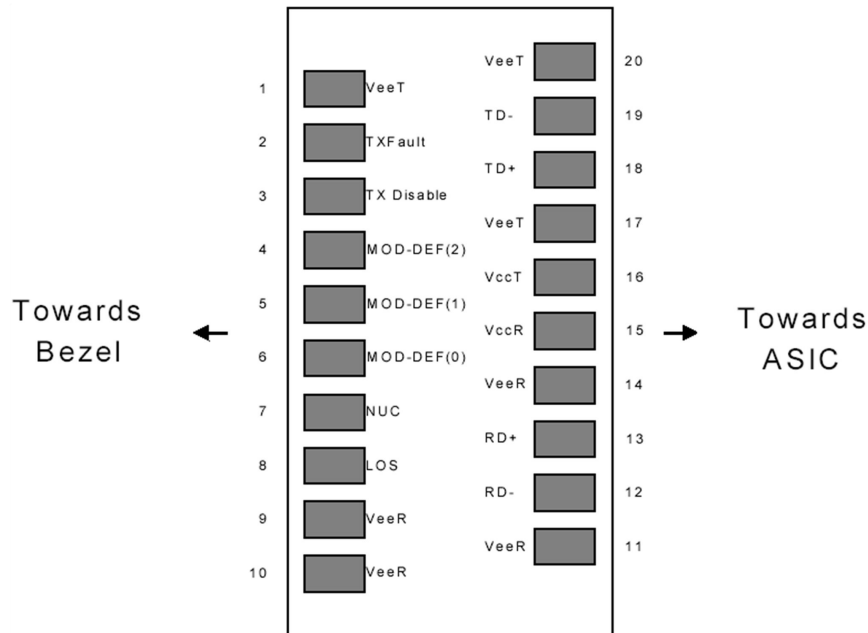 VeeT 20
1 VeeT
TD- 19
2 TXFault
TD+ 18
3 TX Disable
VeeT 17
4 MOD-DEF(2)
VccT 16
5 MOD-DEF(1)
Towards
Bezel
VccR 15
Towards
ASIC
6 MOD-DEF(0)
VeeR 14
7 NUC
RD+ 13
8 LOS
RD- 12
9 VeeR
VeeR 11
10 VeeR